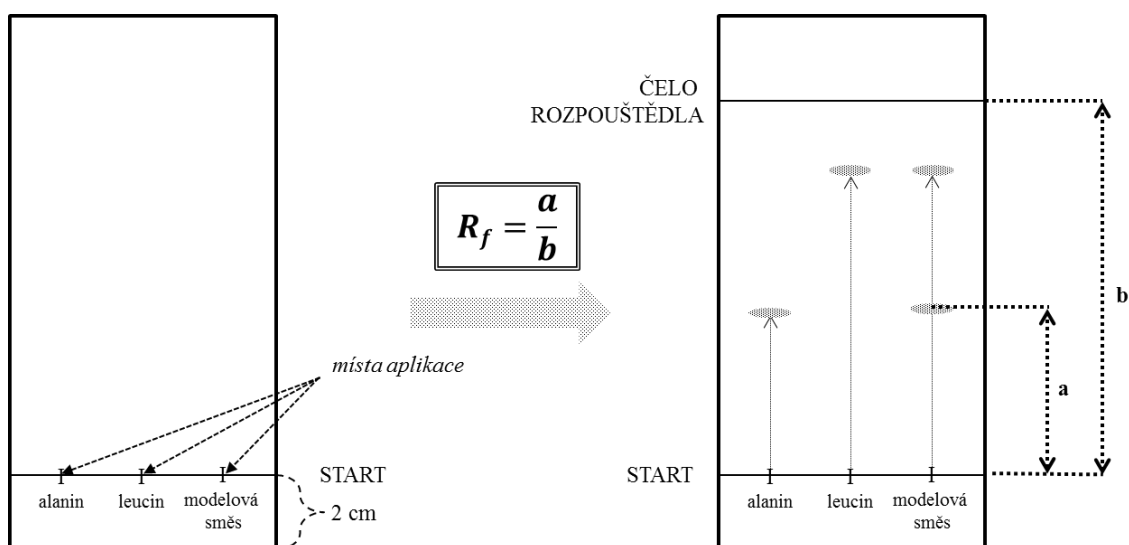 místa aplikace
START
alanin
leucin
modelová
směs
2 cm
R_f = a/b
ČELO
ROZPOUŠTĚDLA
b
a
START
alanin
leucin
modelová
směs